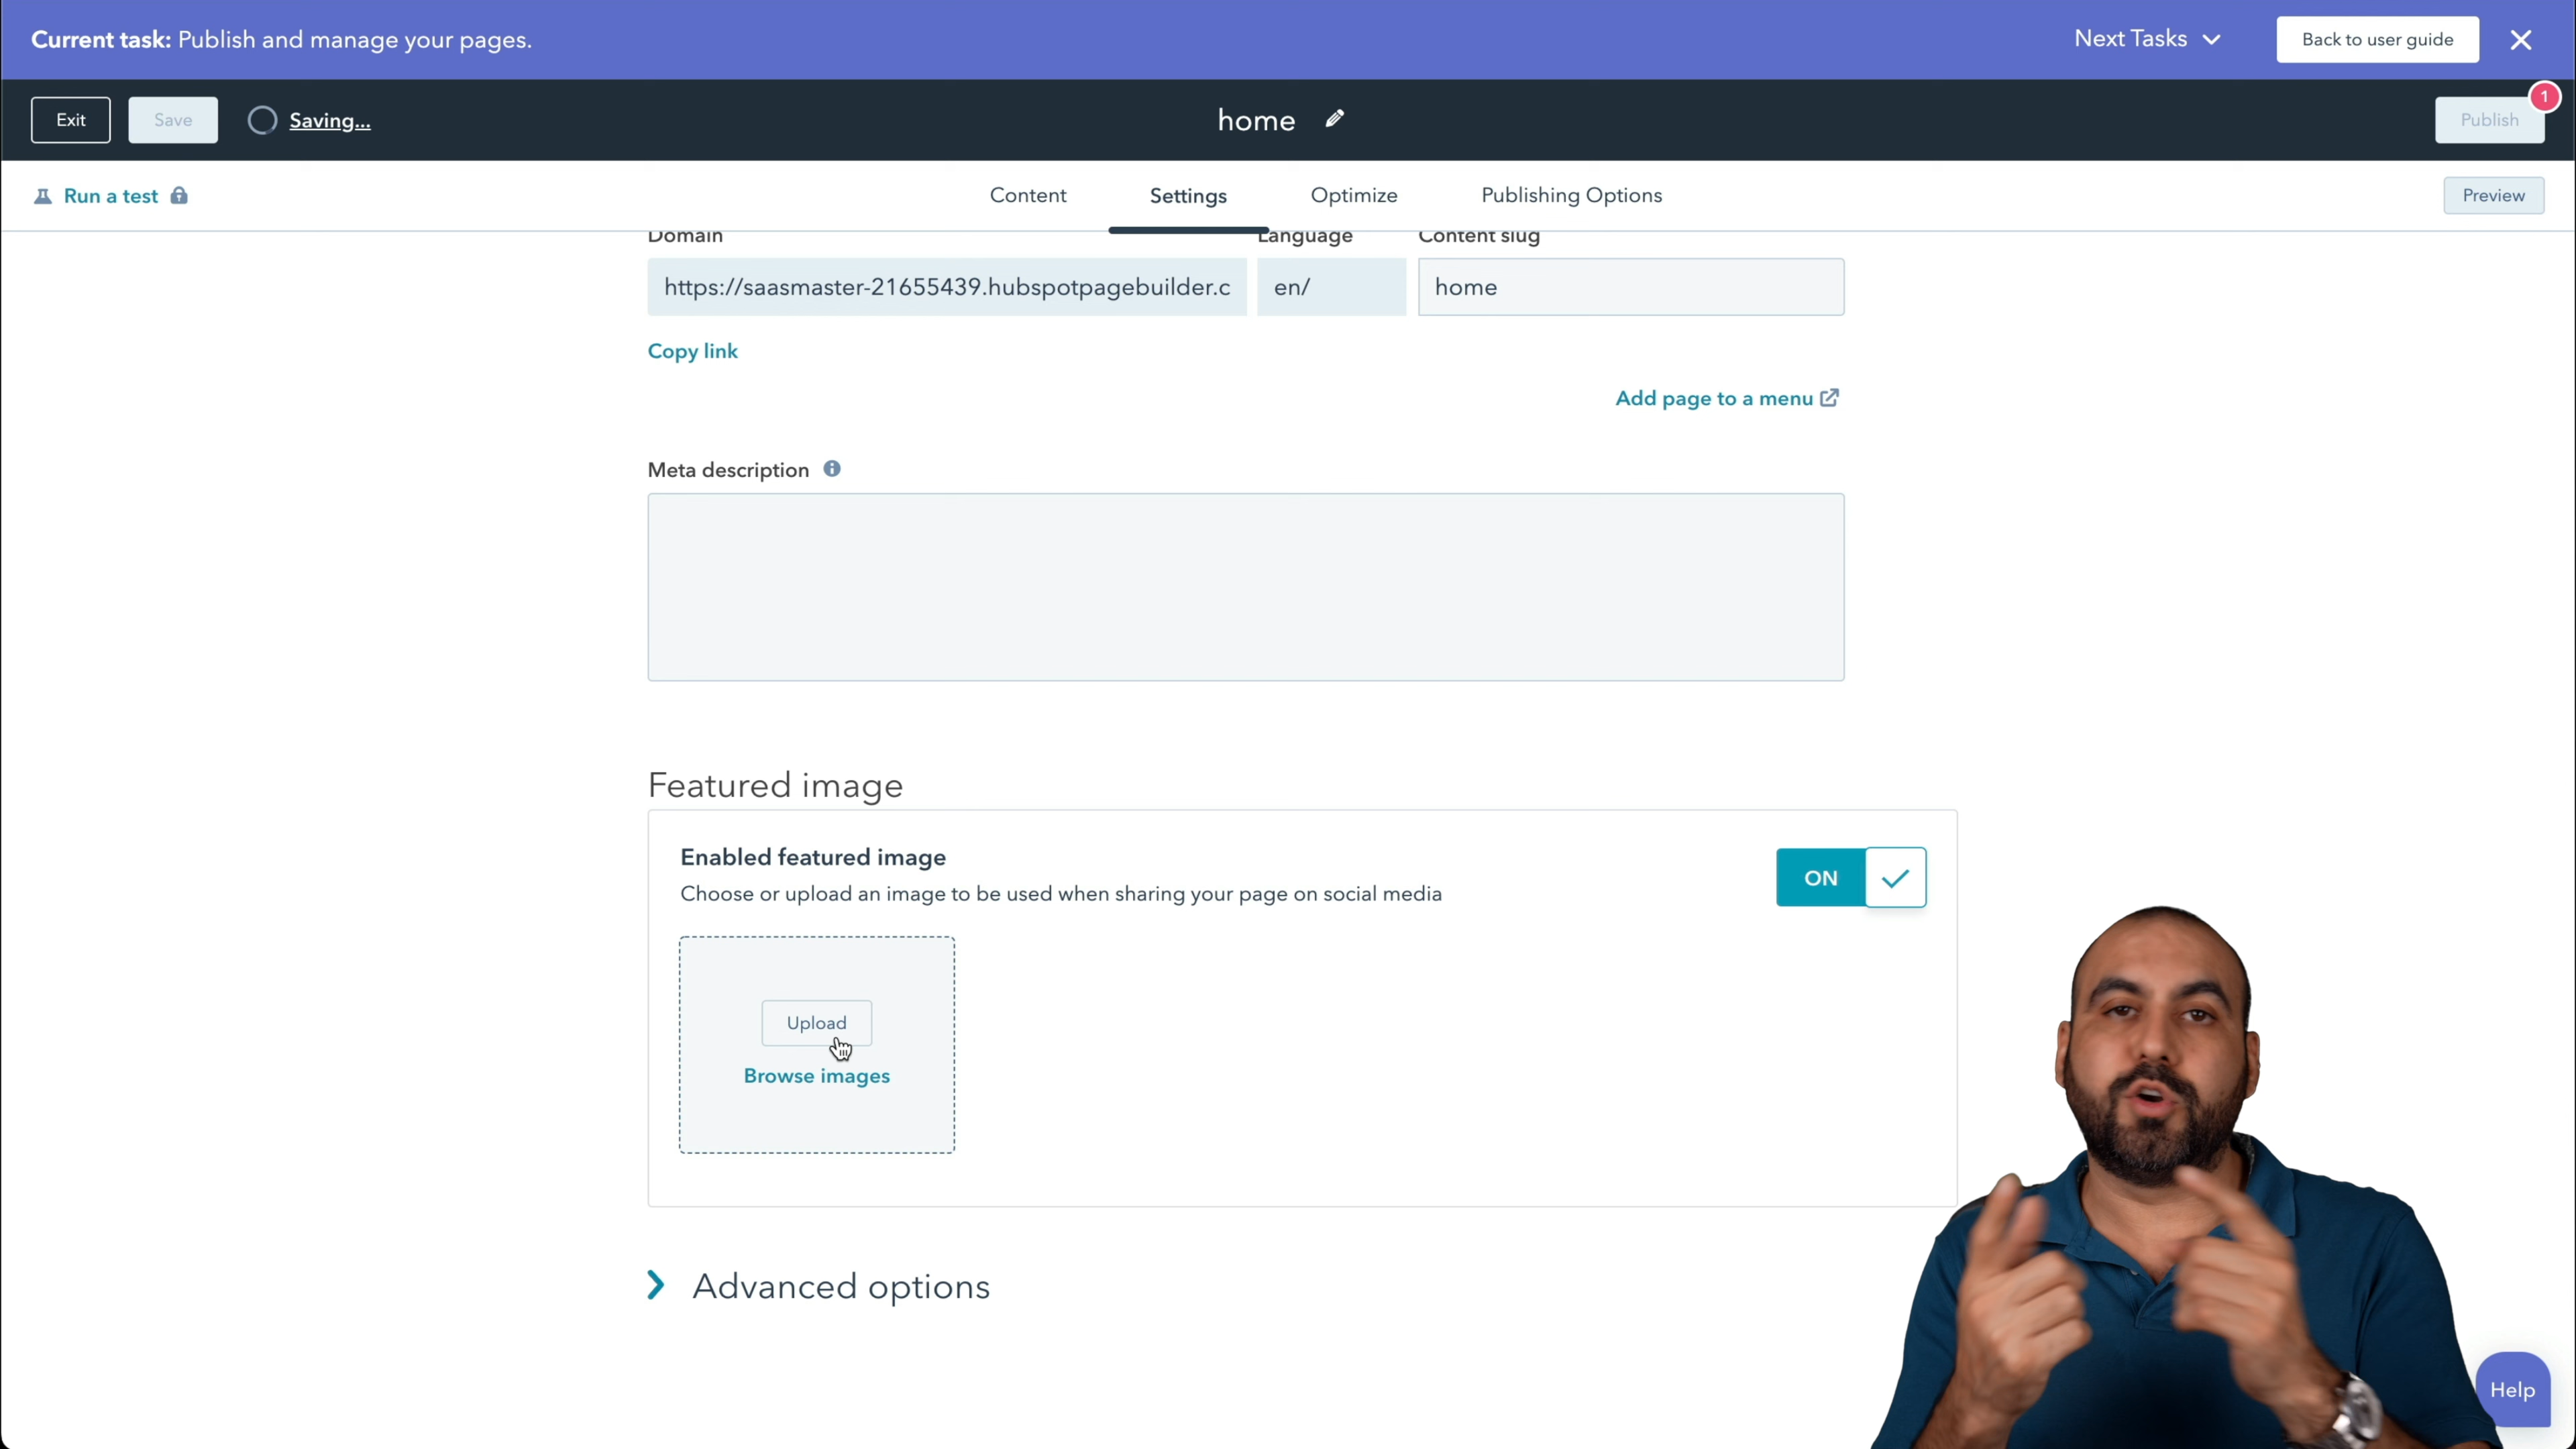 Current task: Publish and manage your pages.
Next Tasks
Back to user guide
Exit
Save
Saving...
home
1
Publish
Run a test
Content
Settings
Optimize
Publishing Options
Preview
Domain
Language
Content slug
https://saasmaster-21655439.hubspotpagebuilder.c
en/
home
Copy link
Add page to a menu
Meta description
Featured image
Enabled featured image
Choose or upload an image to be used when sharing your page on social media
ON
Upload
Browse images
Advanced options
Help